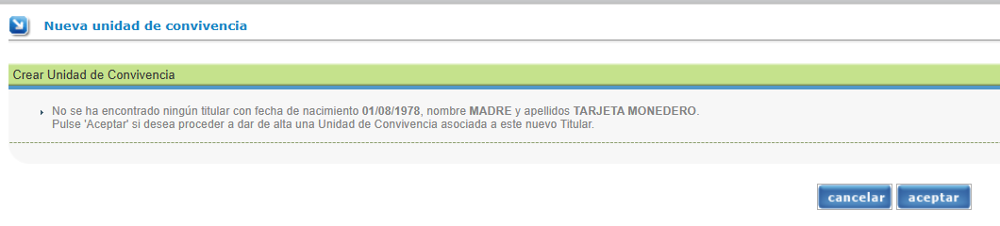 Nueva unidad de convivencia
Crear Unidad de Convivencia
No se ha encontrado ningún titular con fecha de nacimiento 01/08/1978, nombre MADRE y apellidos TARJETA MONEDERO.
Pulse 'Aceptar' si desea proceder a dar de alta una Unidad de Convivencia asociada a este nuevo Titular.
cancelar aceptar